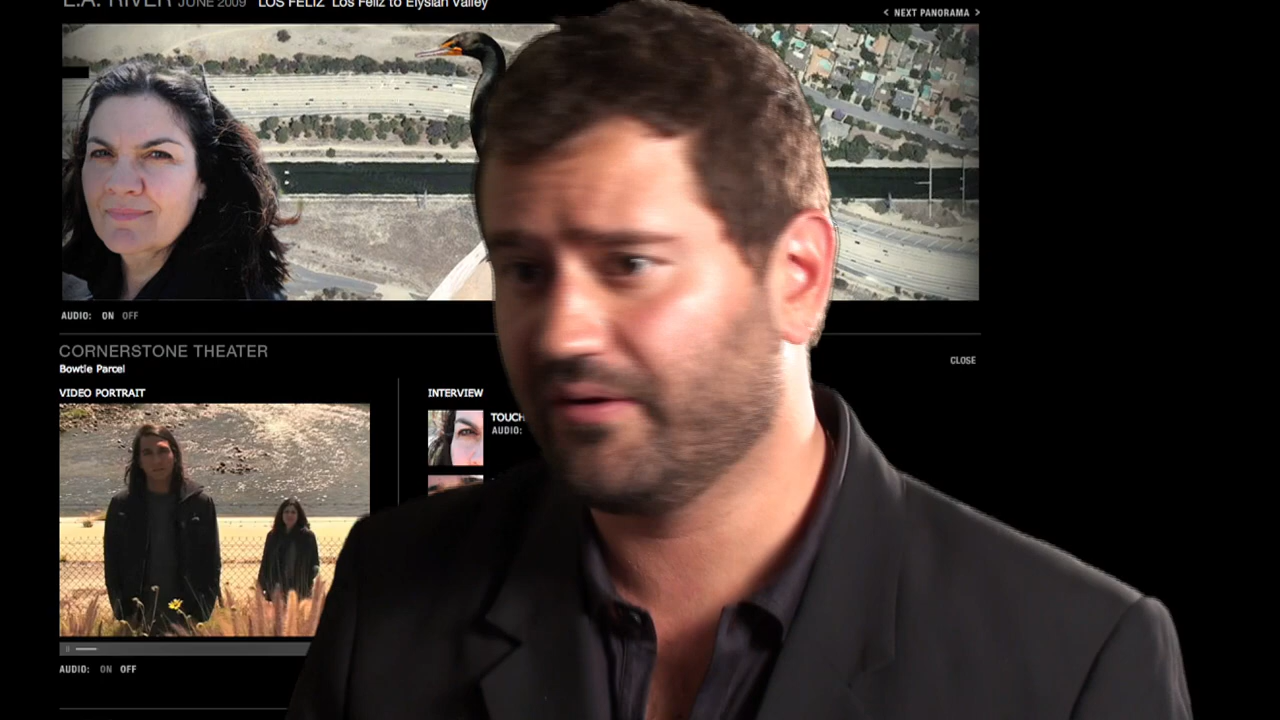 L.A. RIVER JUNE 2009 LOS FELIZ Los Feliz to Elysian Valley
< NEXT PANORAMA >
AUDIO: ON OFF
CORNERSTONE THEATER
CLOSE
Bowtie Parcel
VIDEO PORTRAIT
INTERVIEW
TOUCH
AUDIO:
AUDIO: ON OFF